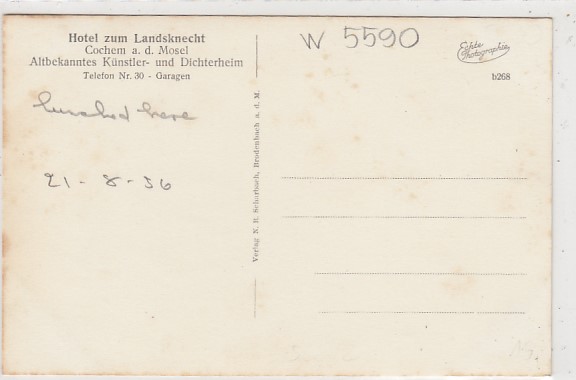 Hotel zum Landsknecht
Cochem a. d. Mosel
Altbekanntes Künstler- und Dichterheim
Telefon Nr. 30 - Garagen
lunched here
21 - 8 - 36
Verlag N. H. Schurbach, Brodenbach a. d. M.
W 5590
Echte
Photographie
b268